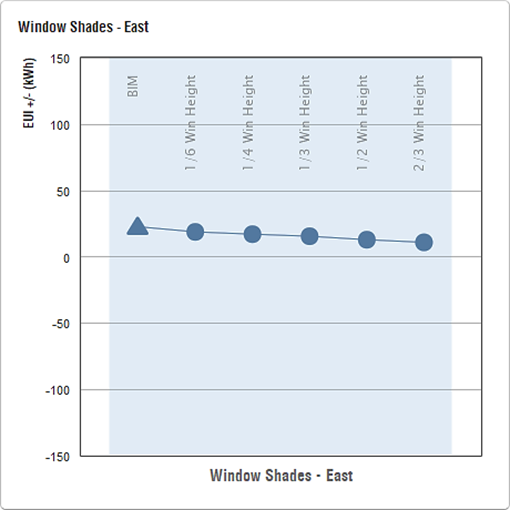 Window Shades - East
EUI +/- (kWh)
150
100
50
0
-50
-100
-150
BIM
1/6 Win Height
1/4 Win Height
1/3 Win Height
1/2 Win Height
2/3 Win Height
Window Shades - East